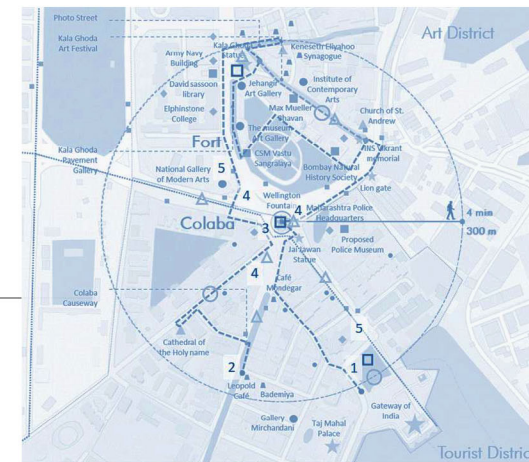 Photo Street
Kala Ghoda
Art Festival
Army Navy
Building
David sassoon
library
Elphinstone
College
Kala Ghoda
Statue
Keneseth Eliyahoo
Synagogue
Art District
Jehangir
Art Gallery
Institute of
Contemporary
Arts
Max Mueller
Bhavan
Church of St.
Andrew
The museum
Art Gallery
INS Vikrant
memorial
Fort
Kala Ghoda
Pavement
Gallery
CSM Vastu
Sangralaya
Bombay Natural
History Society
National Gallery
of Modern Arts
5
4
Lion gate
Wellington
Fountain
4
Maharashtra Police
Headquarters
4 min
300 m
Colaba
3
Jai Jawan
Statue
Proposed
Police Museum
4
Café
Mondegar
Colaba
Causeway
5
Cathedral of
the Holy name
2
1
Leopold
Café
Bademiya
Gallery
Mirchandani
Taj Mahal
Palace
Gateway of
India
Tourist Distric